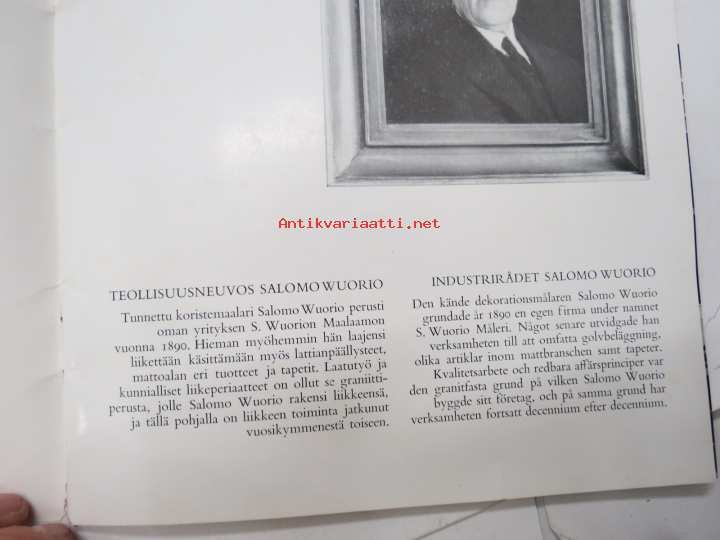 Antikvariaatti.net
TEOLLISUUSNEUVOS SALOMO WUORIO
Tunnettu koristemaalari Salomo Wuorio perusti
oman yrityksen S. Wuorion Maalaamon
vuonna 1890. Hieman myöhemmin hän laajensi
liikettään käsittämään myös lattianpäällysteet,
mattoalan eri tuotteet ja tapetit. Laatutyö ja
kunnialliset liikeperiaatteet on ollut se graniitti-
perusta, jolle Salomo Wuorio rakensi liikkeensä,
ja tällä pohjalla on liikkeen toiminta jatkunut
vuosikymmenestä toiseen.
INDUSTRIRÅDET SALOMO WUORIO
Den kände dekorationsmålaren Salomo Wuorio
grundade år 1890 en egen firma under namnet
S. Wuorio Måleri. Något senare utvidgade han
verksamheten till att omfatta golvbeläggning,
olika artiklar inom mattbranschen samt tapeter.
Kvalitetsarbete och redbara affärsprinciper var
den granitfasta grund på vilken Salomo Wuorio
byggde sitt företag, och på samma grund har
verksamheten fortsatt decennium efter decennium.